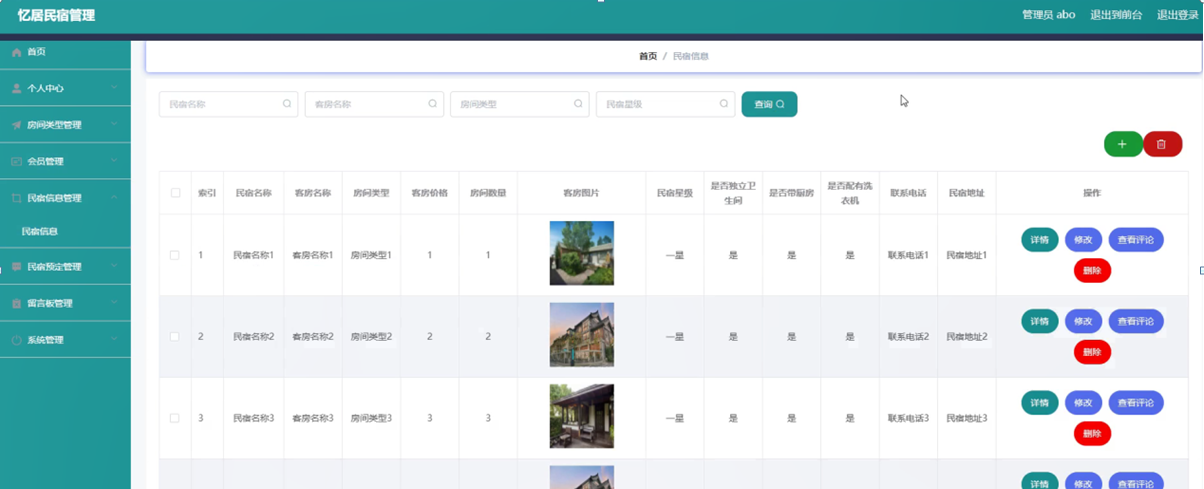 忆居民宿管理
管理员 abo 退出到前台 退出登录
首页
个人中心
房间类型管理
会员管理
民宿信息管理
民宿信息
民宿预定管理
留言板管理
系统管理
首页 / 民宿信息
民宿名称 客房名称 房间类型 民宿星级 查询
索引 民宿名称 客房名称 房间类型 客房价格 房间数量 客房图片 民宿星级 是否独立卫生间 是否带厨房 是否配有洗衣机 联系电话 民宿地址 操作
1 民宿名称1 客房名称1 房间类型1 1 1 一星 是 是 是 联系电话1 民宿地址1 详情 修改 查看评论
删除
2 民宿名称2 客房名称2 房间类型2 2 2 一星 是 是 是 联系电话2 民宿地址2 详情 修改 查看评论
删除
3 民宿名称3 客房名称3 房间类型3 3 3 一星 是 是 是 联系电话3 民宿地址3 详情 修改 查看评论
删除
详情 修改 查看评论